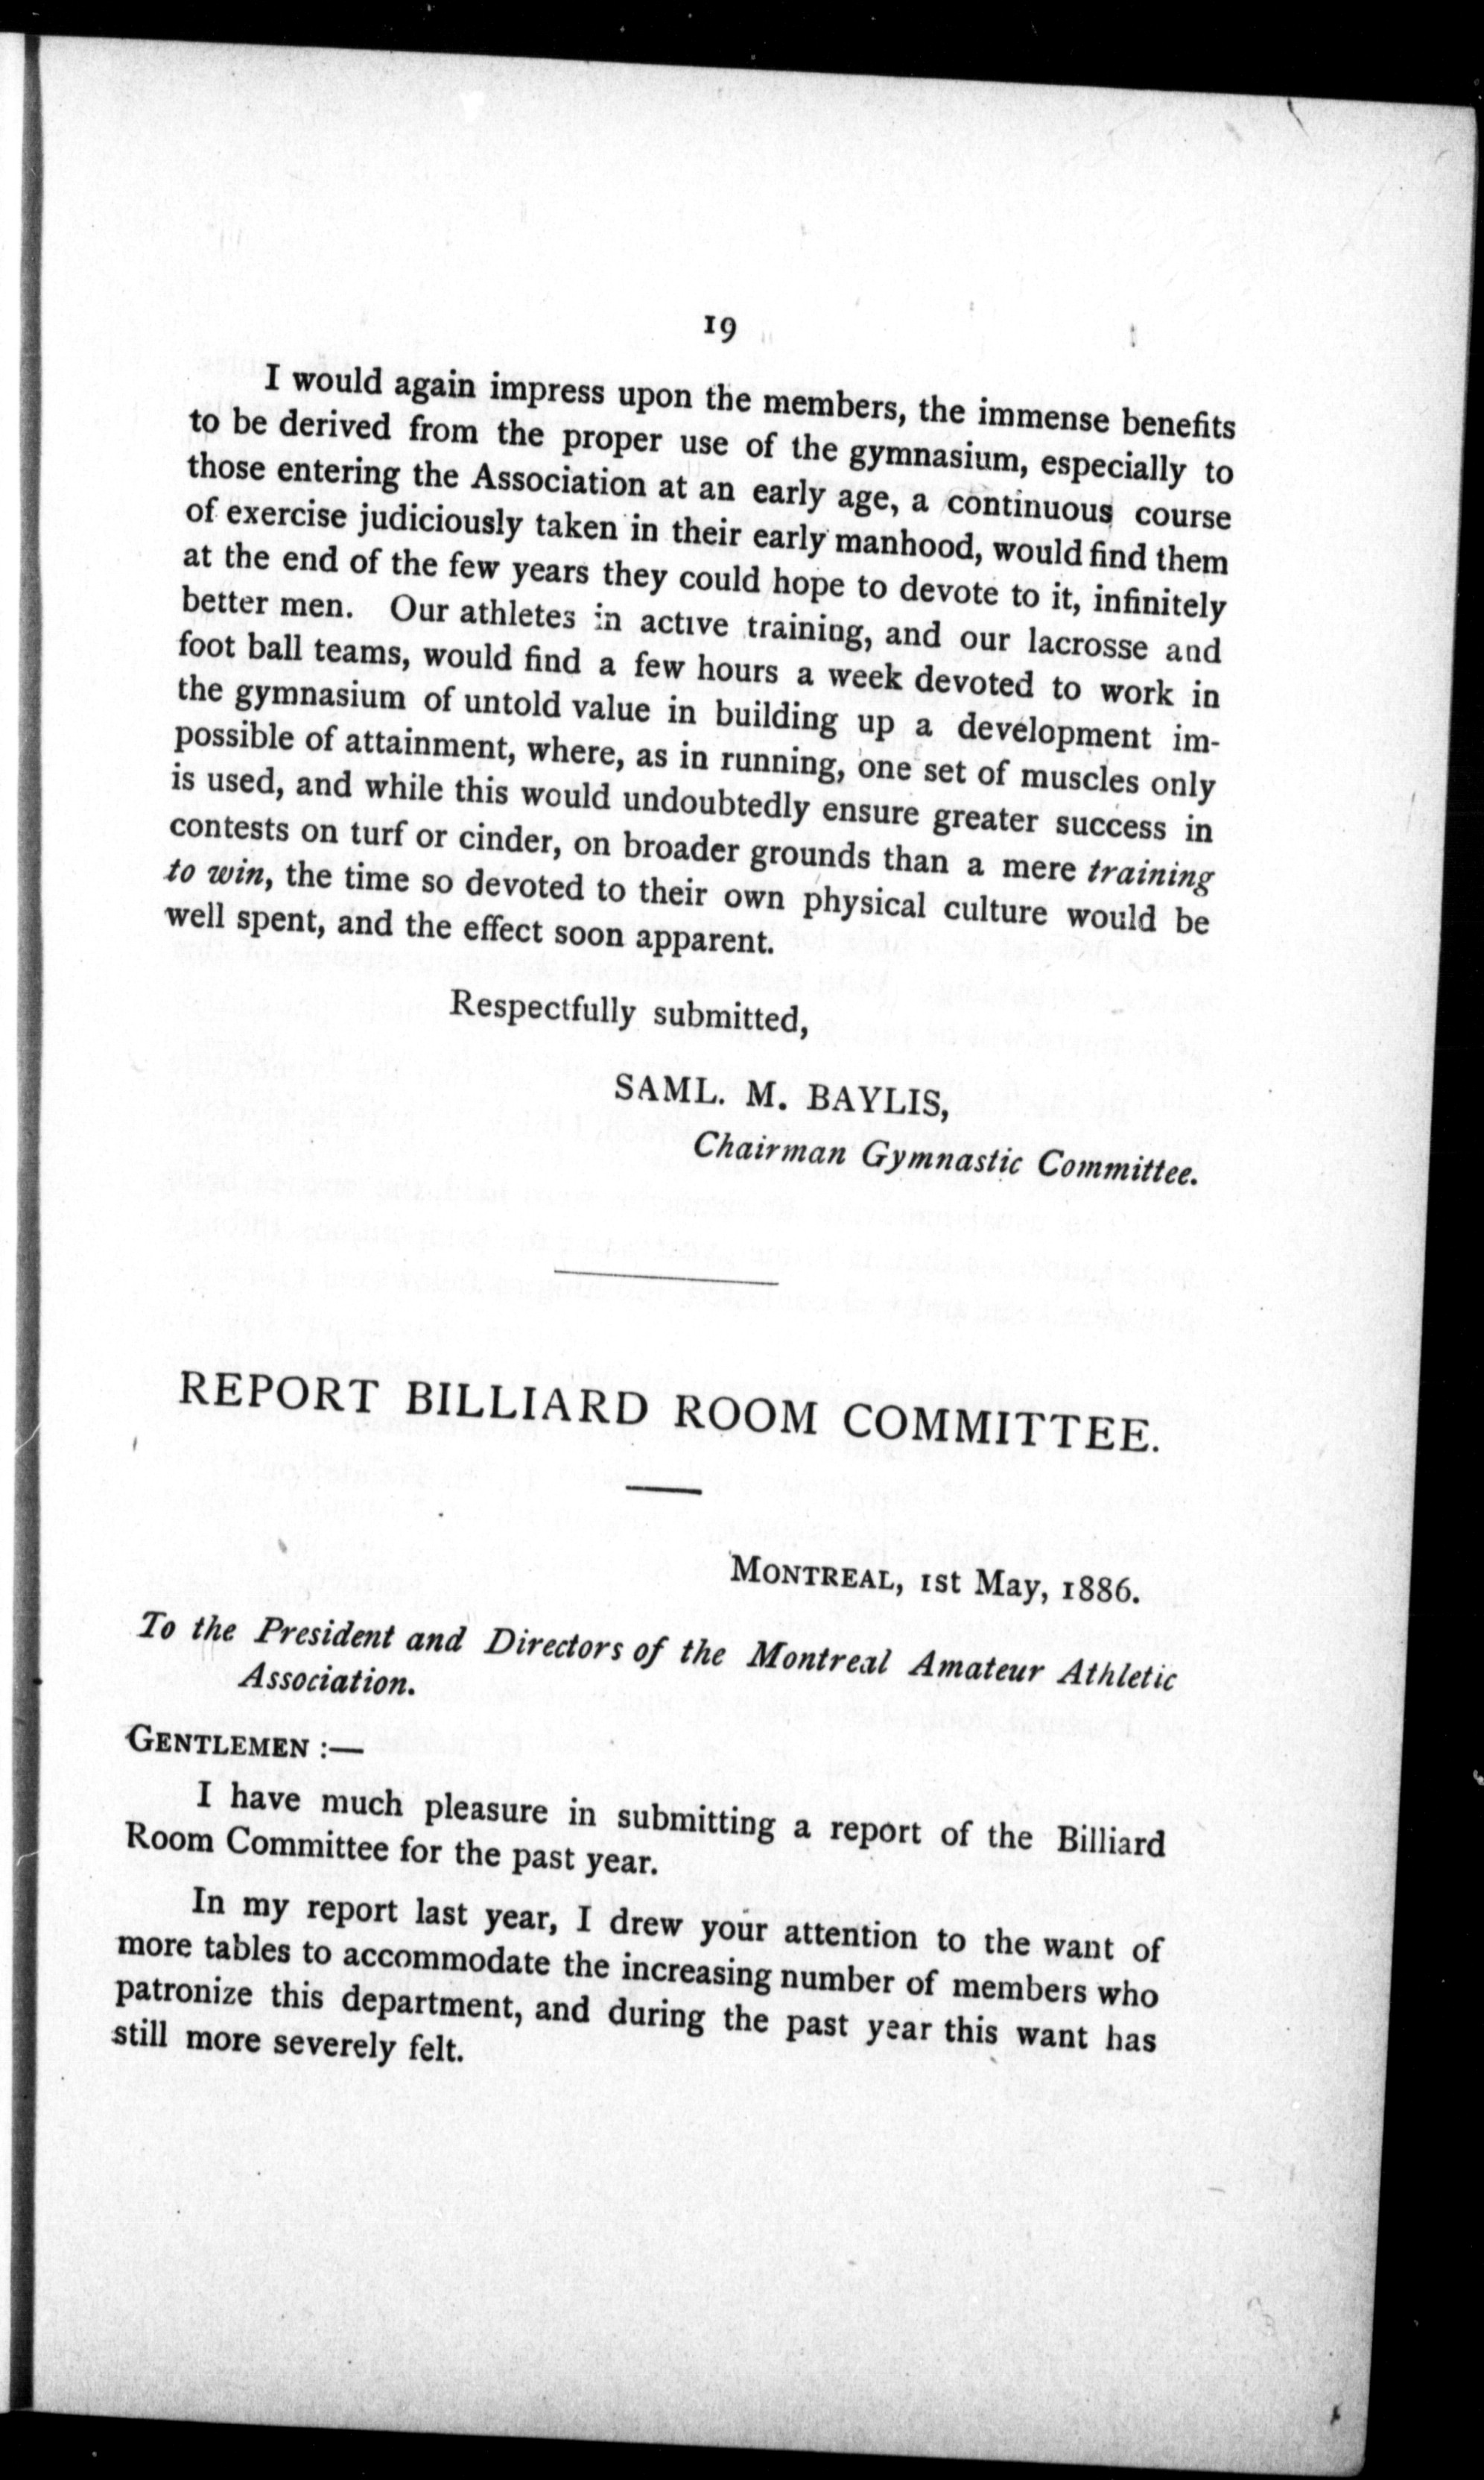 19
I would again impress upon the members, the immense benefits
to be derived from the proper use of the gymnasium, especially to
those entering the Association at an early age, a continuous course
of exercise judiciously taken in their early manhood, would find them
at the end of the few years they could hope to devote to it, infinitely
better men. Our athletes in active training, and our lacrosse and
foot ball teams, would find a few hours a week devoted to work in
the gymnasium of untold value in building up a development im-
possible of attainment, where, as in running, one set of muscles only
is used, and while this would undoubtedly ensure greater success in
contests on turf or cinder, on broader grounds than a mere training
to win, the time so devoted to their own physical culture would be
well spent, and the effect soon apparent.
Respectfully submitted,
SAML. M. BAYLIS,
Chairman Gymnastic Committee.
REPORT BILLIARD ROOM COMMITTEE.
MONTREAL, 1st May, 1886.
To the President and Directors of the Montreal Amateur Athletic
Association.
GENTLEMEN :—
I have much pleasure in submitting a report of the Billiard
Room Committee for the past year.
In my report last year, I drew your attention to the want of
more tables to accommodate the increasing number of members who
patronize this department, and during the past year this want has
still more severely felt.